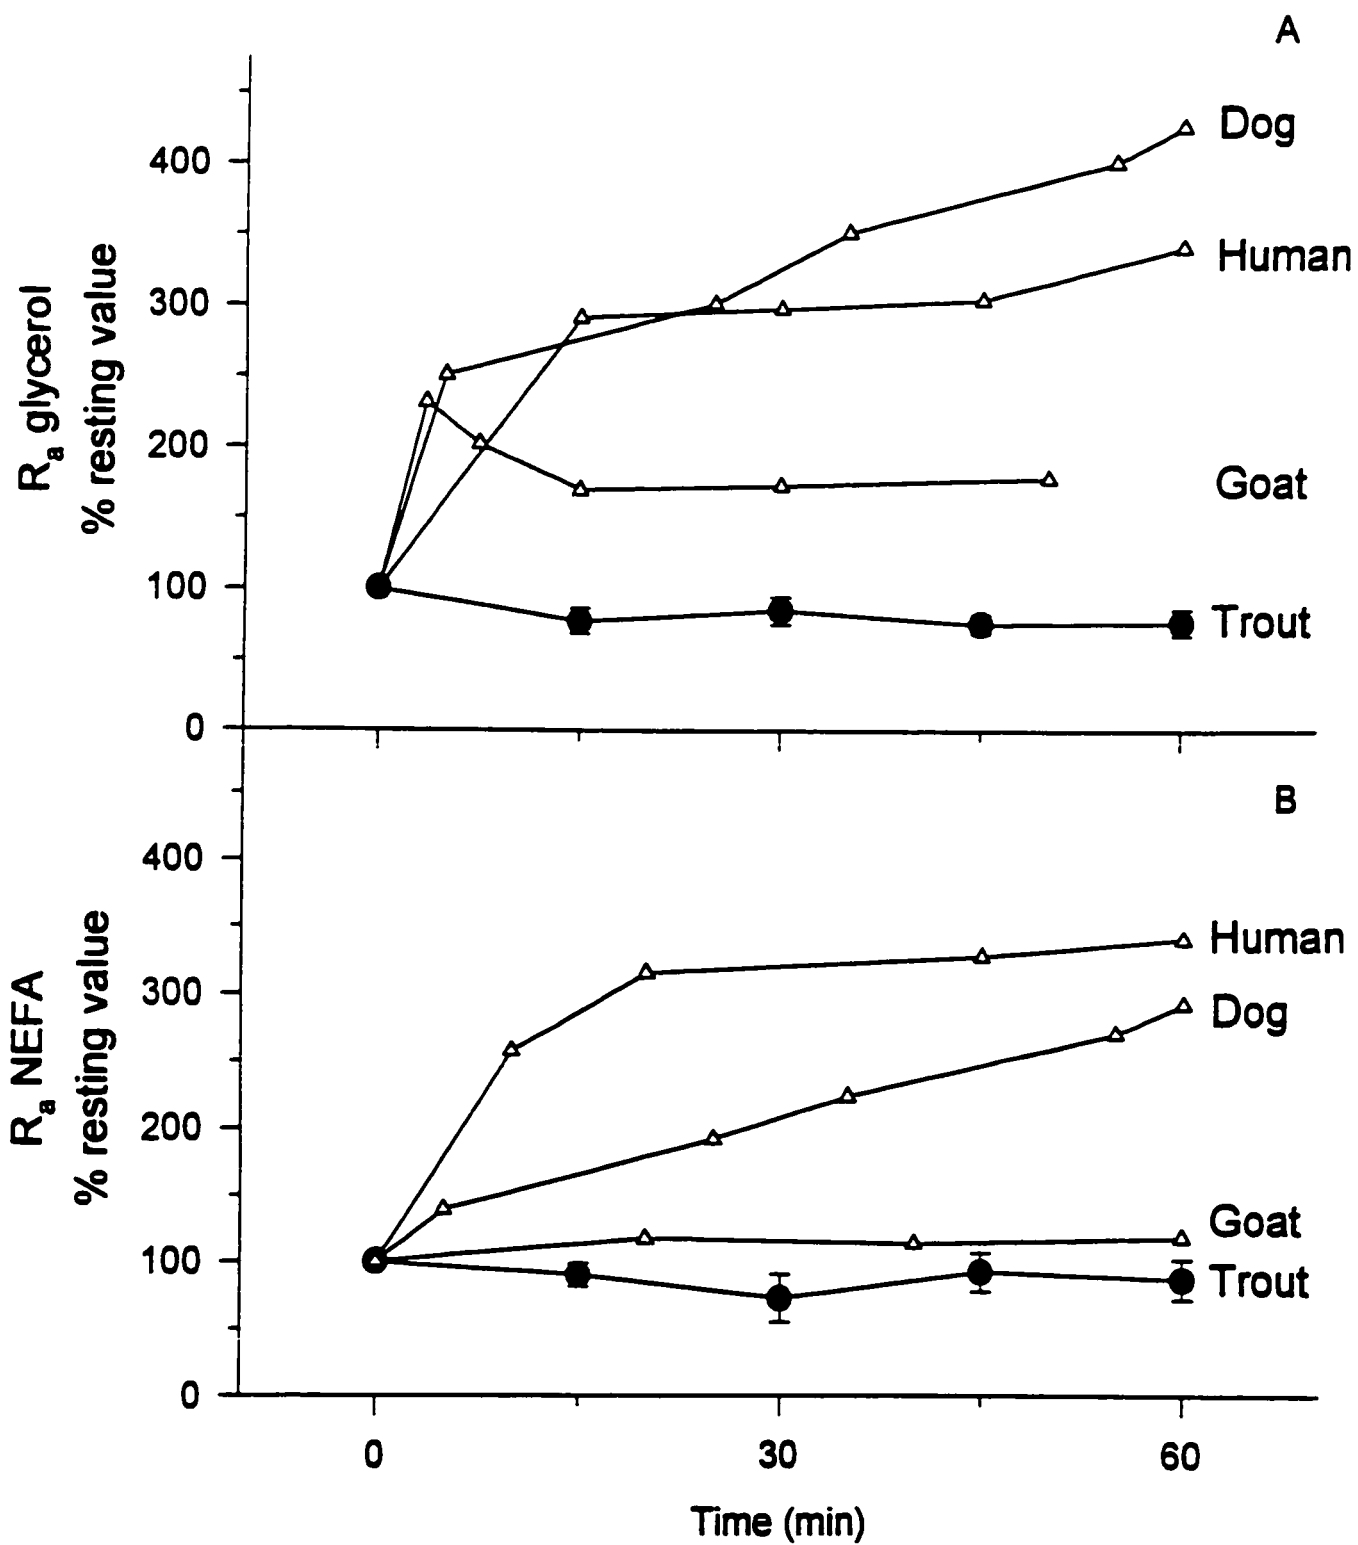 A
Dog
400
Human
300
Ra glycerol
% resting value
200
Goat
100
Trout
0
B
400
Human
300
Dog
Ra NEFA
% resting value
200
Goat
100
Trout
0
0 30 60
Time (min)